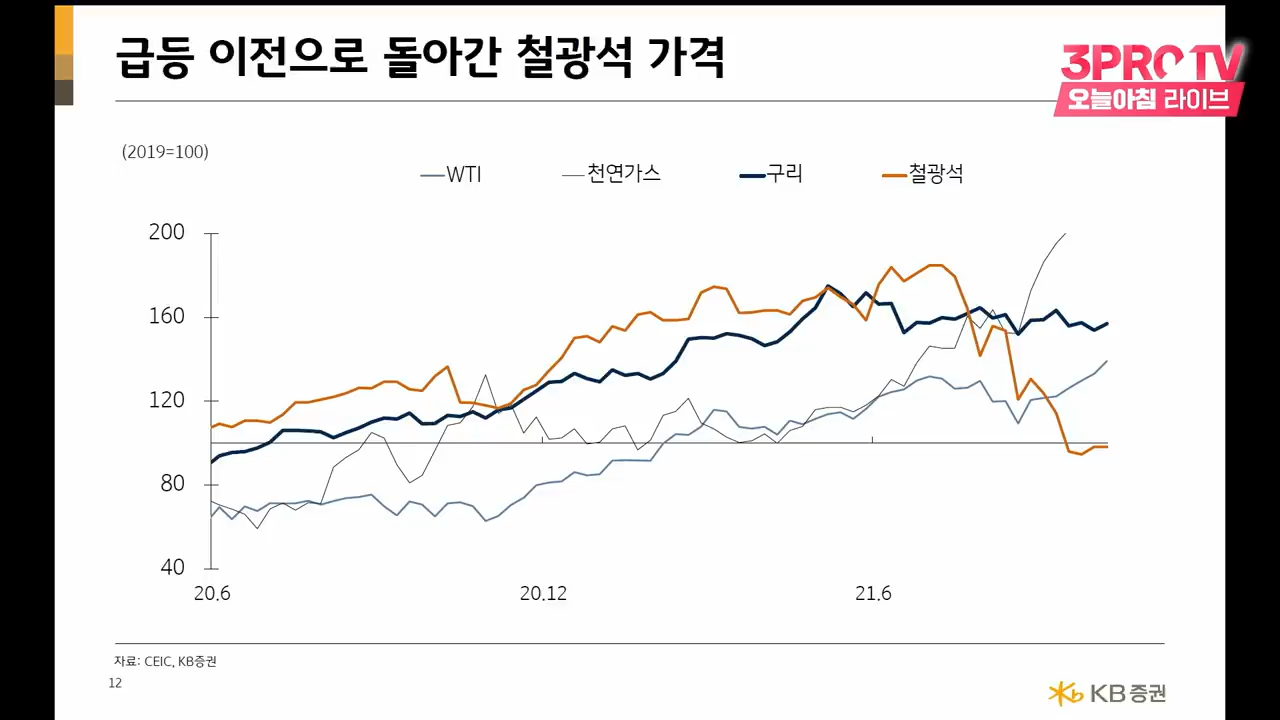 급등 이전으로 돌아간 철광석 가격
3PRO TV
오늘아침 라이브
(2019=100)
WTI 천연가스 구리 철광석
200
160
120
80
40
20.6 20.12 21.6
자료: CEIC, KB증권
12
KB증권